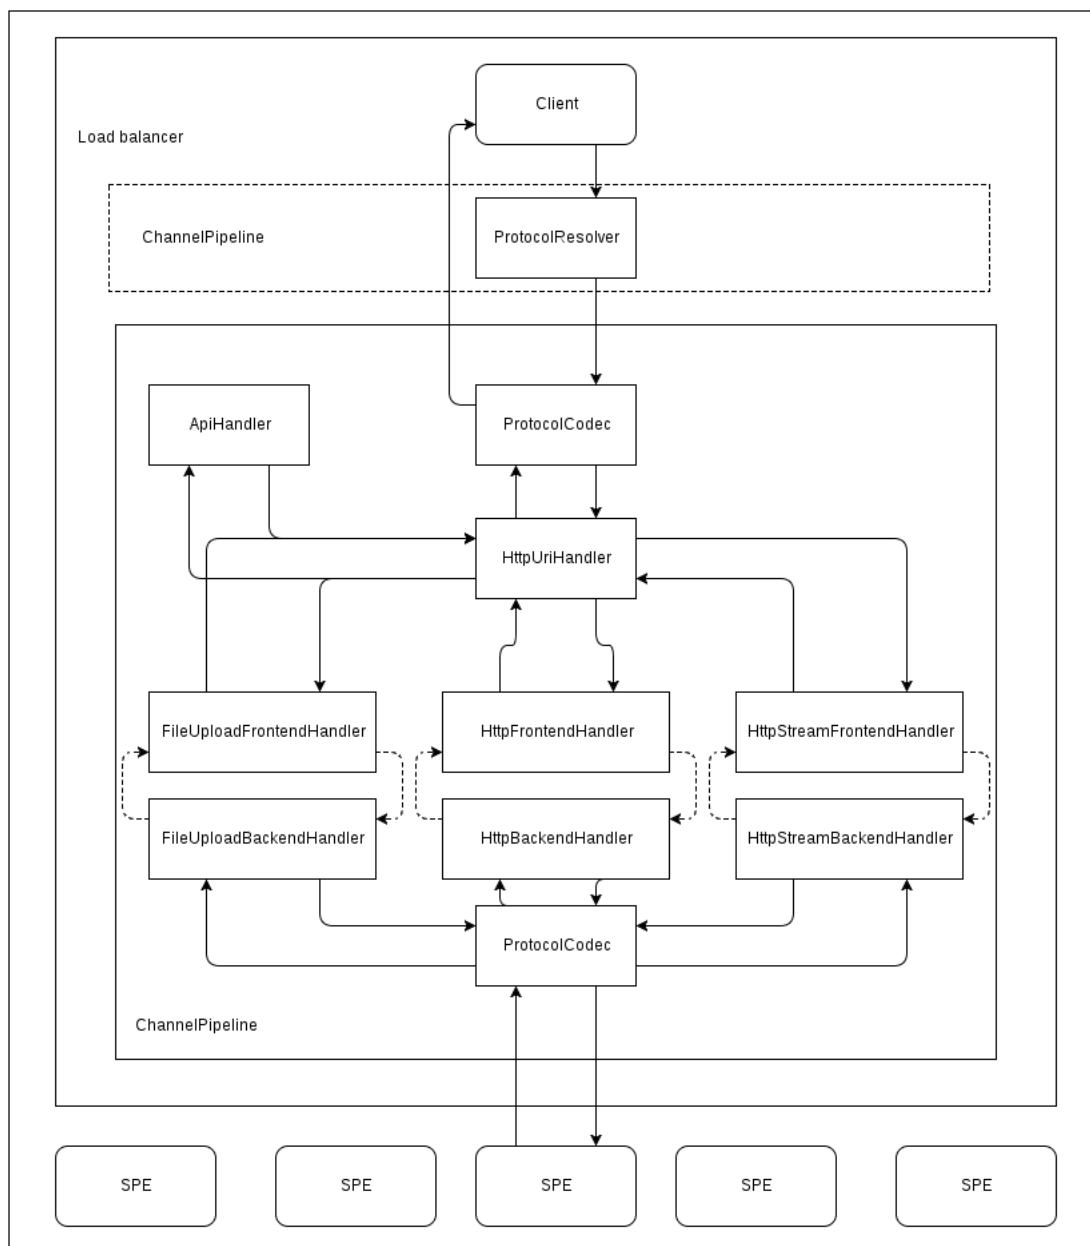 Client
Load balancer
ChannelPipeline
ProtocolResolver
ApiHandler
ProtocolCodec
HttpUriHandler
FileUploadFrontendHandler
HttpFrontendHandler
HttpStreamFrontendHandler
FileUploadBackendHandler
HttpBackendHandler
HttpStreamBackendHandler
ProtocolCodec
ChannelPipeline
SPE
SPE
SPE
SPE
SPE